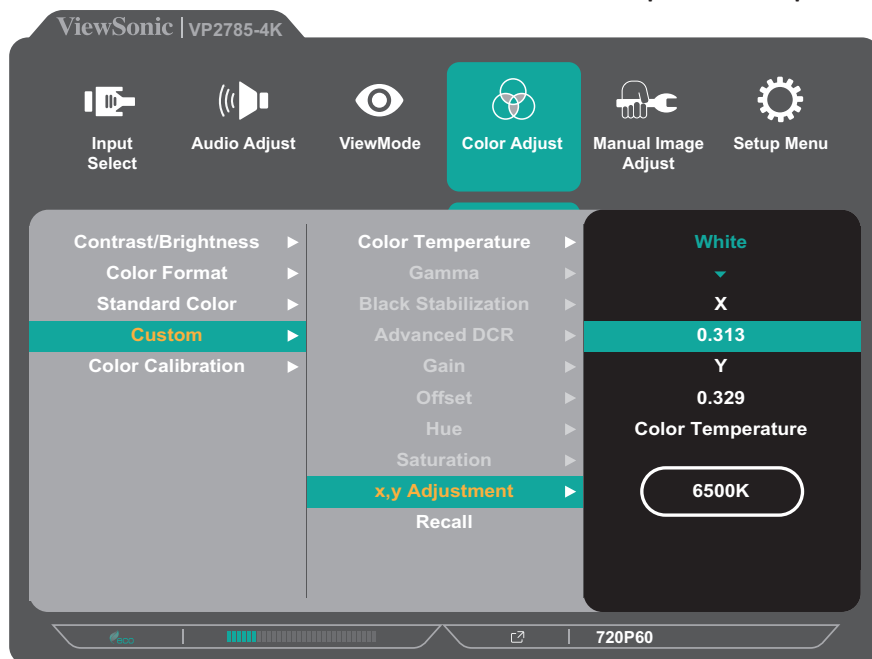 ViewSonic | VP2785-4K
Input Select
Audio Adjust
ViewMode
Color Adjust
Manual Image Adjust
Setup Menu
Contrast/Brightness
Color Format
Standard Color
Custom
Color Calibration
Color Temperature
Gamma
Black Stabilization
Advanced DCR
Gain
Offset
Hue
Saturation
x,y Adjustment
Recall
White
X
0.313
Y
0.329
Color Temperature
6500K
eco
720P60